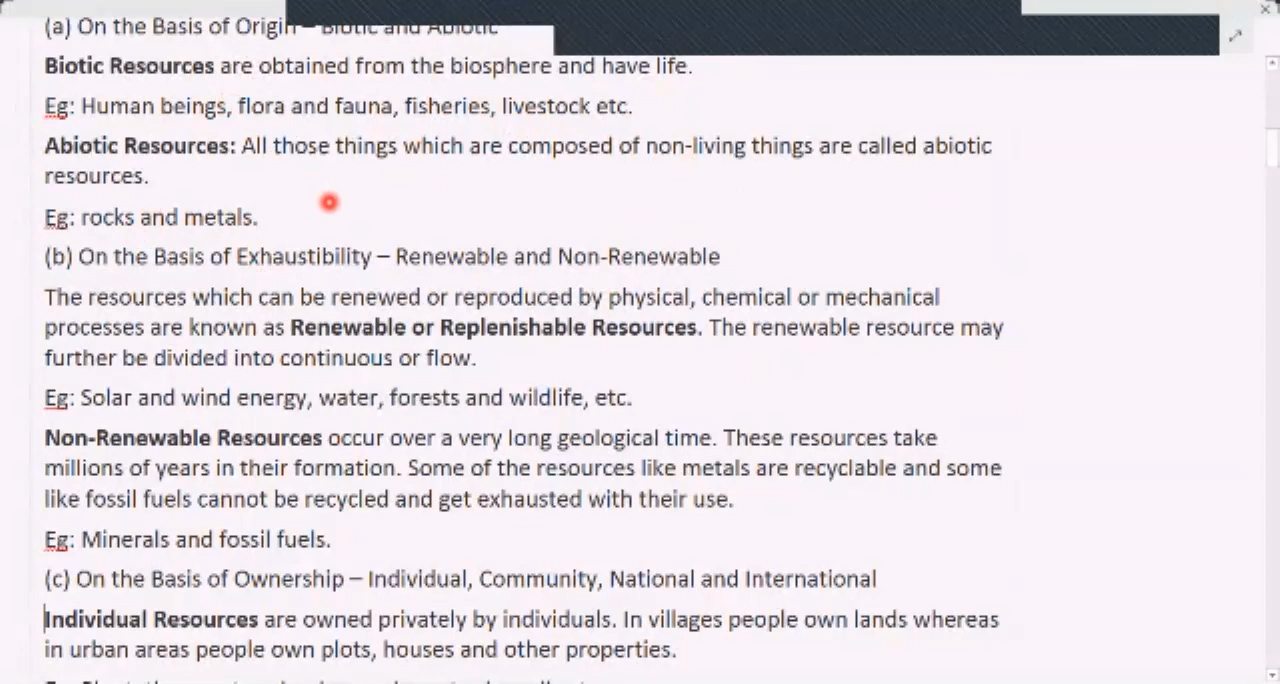 (a) On the Basis of Origin – Biotic and Abiotic
Biotic Resources are obtained from the biosphere and have life.
Eg: Human beings, flora and fauna, fisheries, livestock etc.
Abiotic Resources: All those things which are composed of non-living things are called abiotic
resources.
Eg: rocks and metals.
(b) On the Basis of Exhaustibility – Renewable and Non-Renewable
The resources which can be renewed or reproduced by physical, chemical or mechanical
processes are known as Renewable or Replenishable Resources. The renewable resource may
further be divided into continuous or flow.
Eg: Solar and wind energy, water, forests and wildlife, etc.
Non-Renewable Resources occur over a very long geological time. These resources take
millions of years in their formation. Some of the resources like metals are recyclable and some
like fossil fuels cannot be recycled and get exhausted with their use.
Eg: Minerals and fossil fuels.
(c) On the Basis of Ownership – Individual, Community, National and International
Individual Resources are owned privately by individuals. In villages people own lands whereas
in urban areas people own plots, houses and other properties.